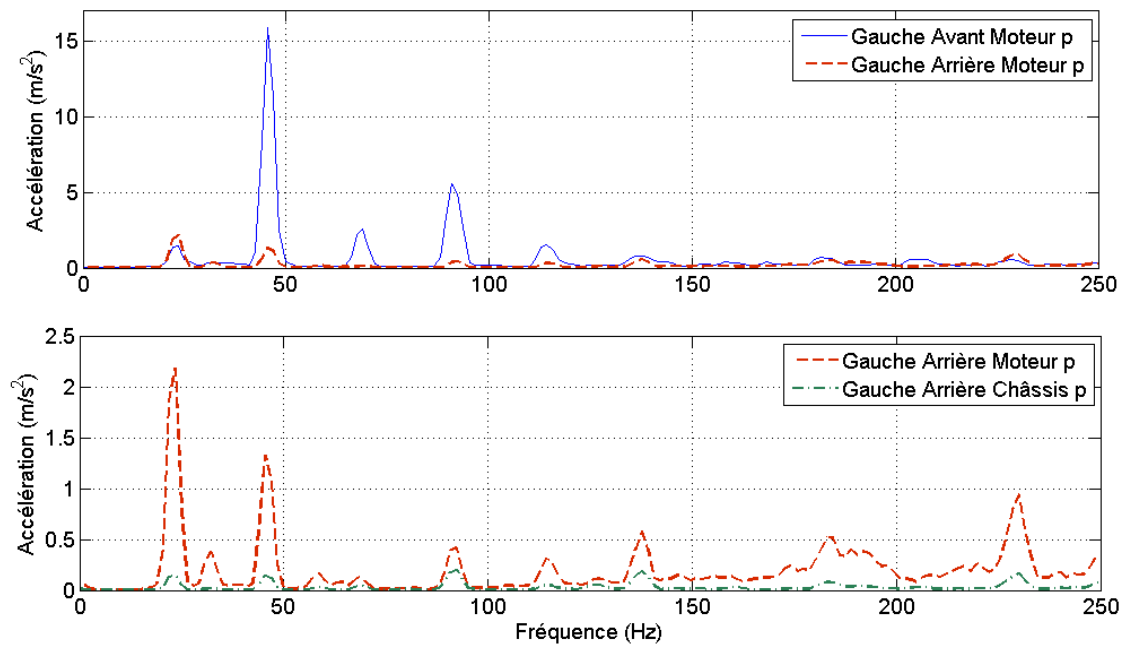 Accélération (m/s²)
15
10
5
0
Gauche Avant Moteur p
Gauche Arrière Moteur p
0 50 100 150 200 250
Accélération (m/s²)
2.5
2
1.5
1
0.5
0
Gauche Arrière Moteur p
Gauche Arrière Châssis p
0 50 100 150 200 250
Fréquence (Hz)